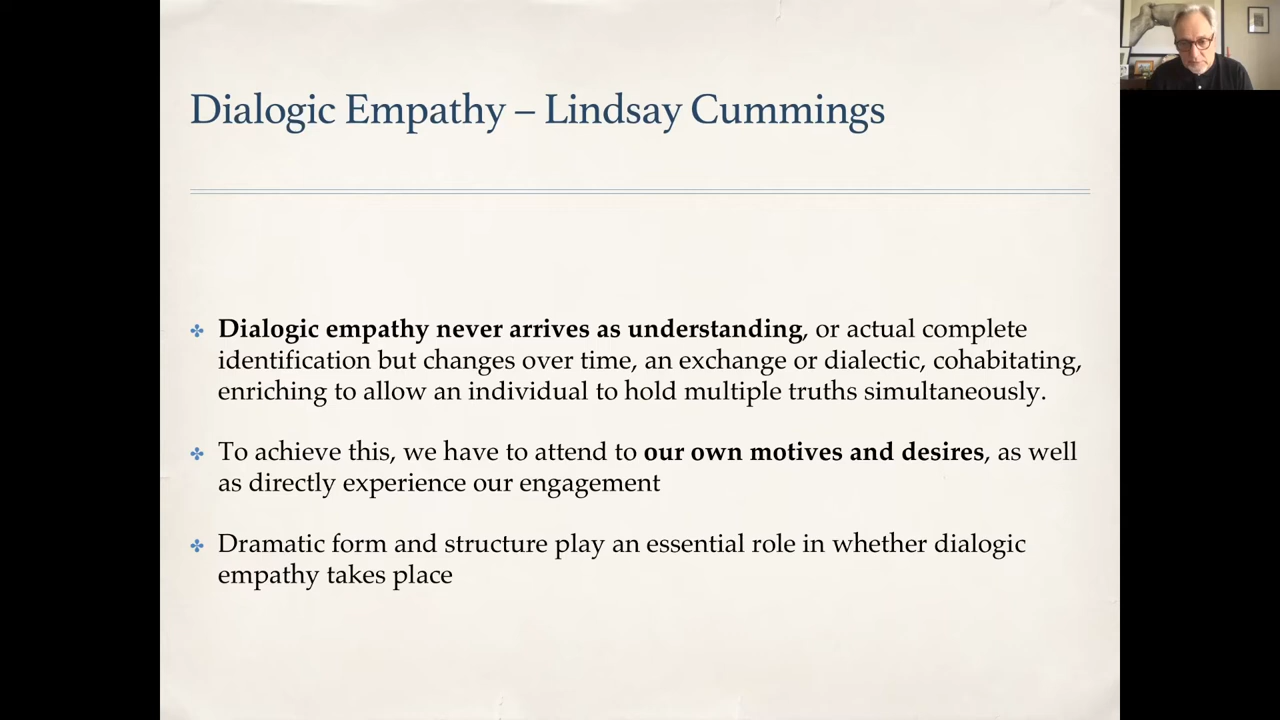 Dialogic Empathy – Lindsay Cummings
Dialogic empathy never arrives as understanding, or actual complete
identification but changes over time, an exchange or dialectic, cohabitating,
enriching to allow an individual to hold multiple truths simultaneously.
To achieve this, we have to attend to our own motives and desires, as well
as directly experience our engagement
Dramatic form and structure play an essential role in whether dialogic
empathy takes place